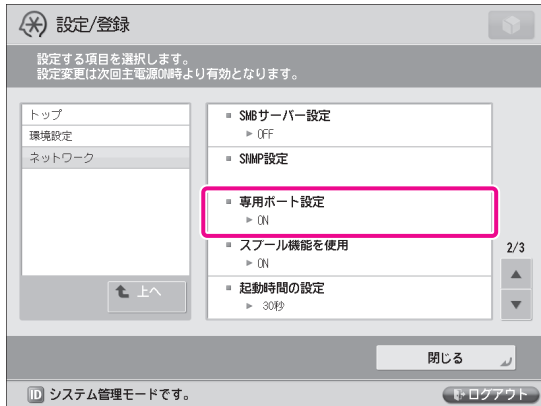 設定/登録
設定する項目を選択します。
設定変更は次回主電源ON時より有効となります。
トップ
環境設定
ネットワーク
上へ
SMBサーバー設定
OFF
SNMP設定
専用ポート設定
ON
スプール機能を使用
ON
起動時間の設定
30秒
2/3
閉じる
ID システム管理モードです。
ログアウト